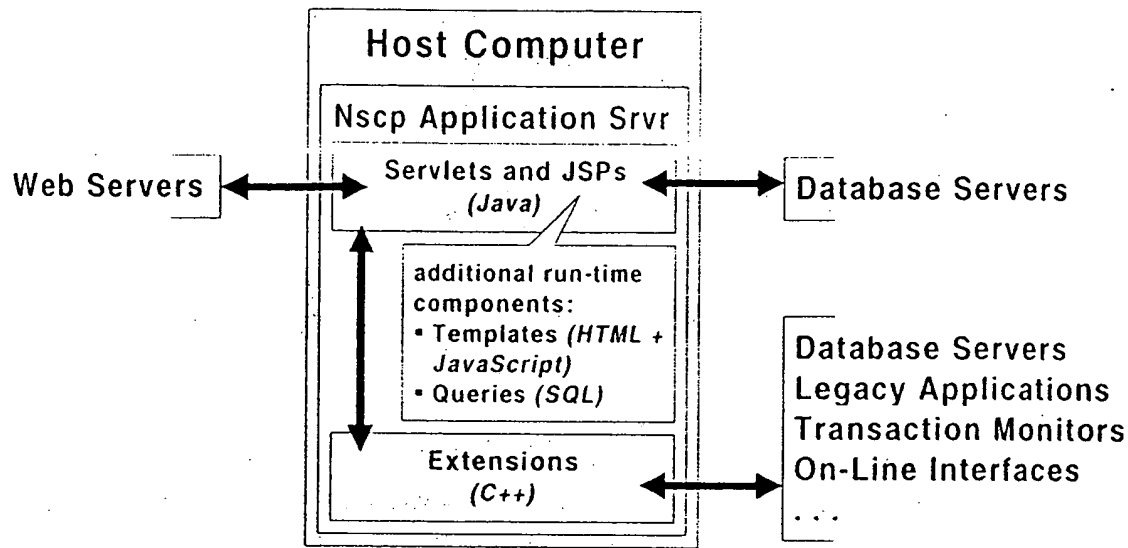 Host Computer
Nscp Application Srvr
Servlets and JSPs
(Java)
Web Servers
Database Servers
additional run-time
components:
▪ Templates (HTML +
JavaScript)
▪ Queries (SQL)
Extensions
(C++)
Database Servers
Legacy Applications
Transaction Monitors
On-Line Interfaces
. . .